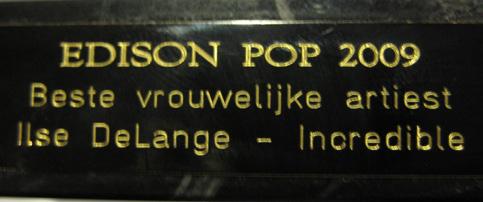 EDISON POP 2009
Beste vrouwelijke artiest
Ilse DeLange - Incredible